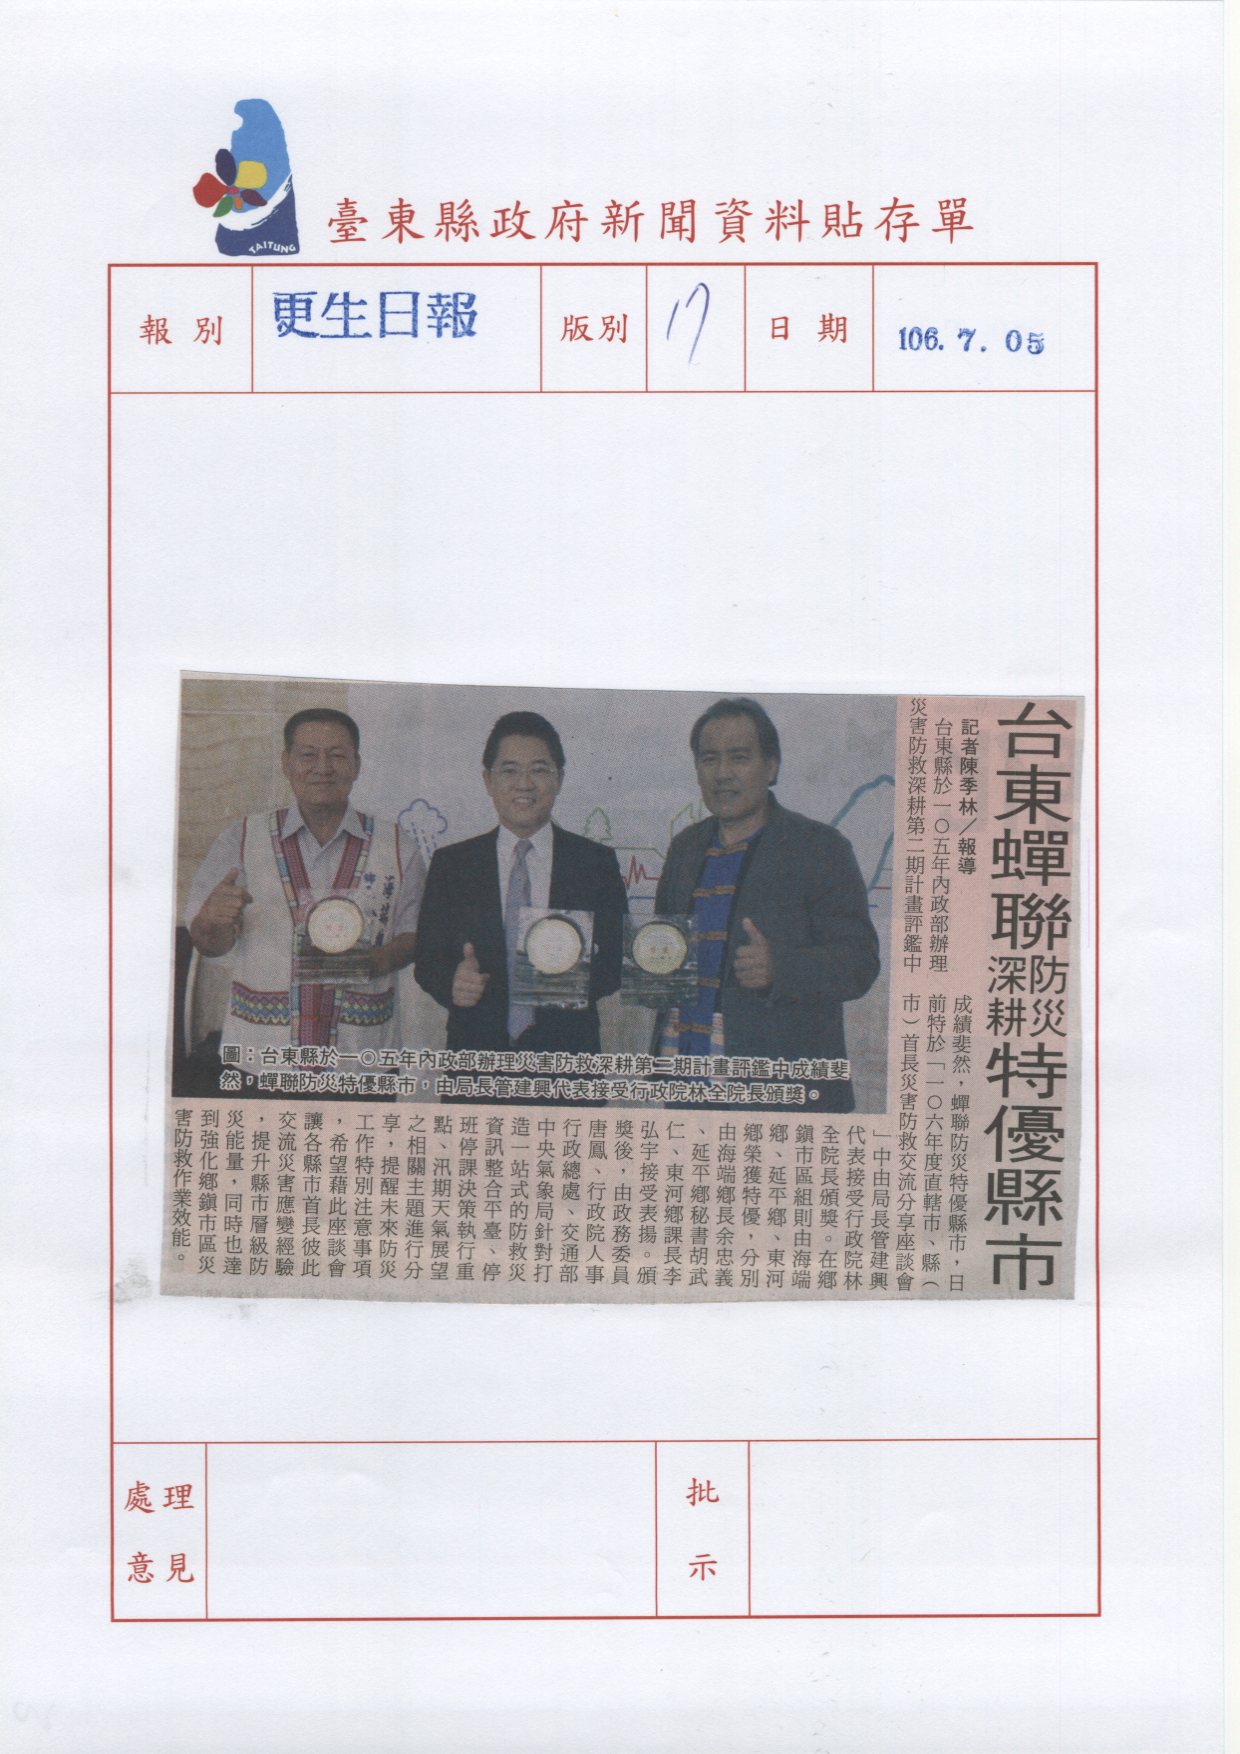 TAITUNG
臺東縣政府新聞資料貼存單
報別
更生日報
版別
17
日期
106. 7. 05
台東蟬聯防災深耕特優縣市
記者陳季林／報導
台東縣於一〇五年內政部辦理
災害防救深耕第二期計畫評鑑中
成績斐然，蟬聯防災特優縣市，日
前特於「一〇六年度直轄市、縣（
市）首長災害防救交流分享座談會
」中由局長管建興
代表接受行政院林
全院長頒獎。在鄉
鎮市區組則由海端
鄉、延平鄉、東河
鄉榮獲特優，分別
由海端鄉長余忠義
、延平鄉秘書胡武
仁、東河鄉課長李
弘宇接受表揚。頒
獎後，由政務委員
唐鳳、行政院人事
行政總處、交通部
中央氣象局針對打
造一站式的防救災
資訊整合平臺、停
班停課決策執行重
點、汛期天氣展望
之相關主題進行分
享，提醒未來防災
工作特別注意事項
，希望藉此座談會
讓各縣市首長彼此
交流災害應變經驗
，提升縣市層級防
災能量，同時也達
到強化鄉鎮市區災
害防救作業效能。
圖：台東縣於一〇五年內政部辦理災害防救深耕第二期計畫評鑑中成績斐
然，蟬聯防災特優縣市，由局長管建興代表接受行政院林全院長頒獎。
處理
意見
批
示